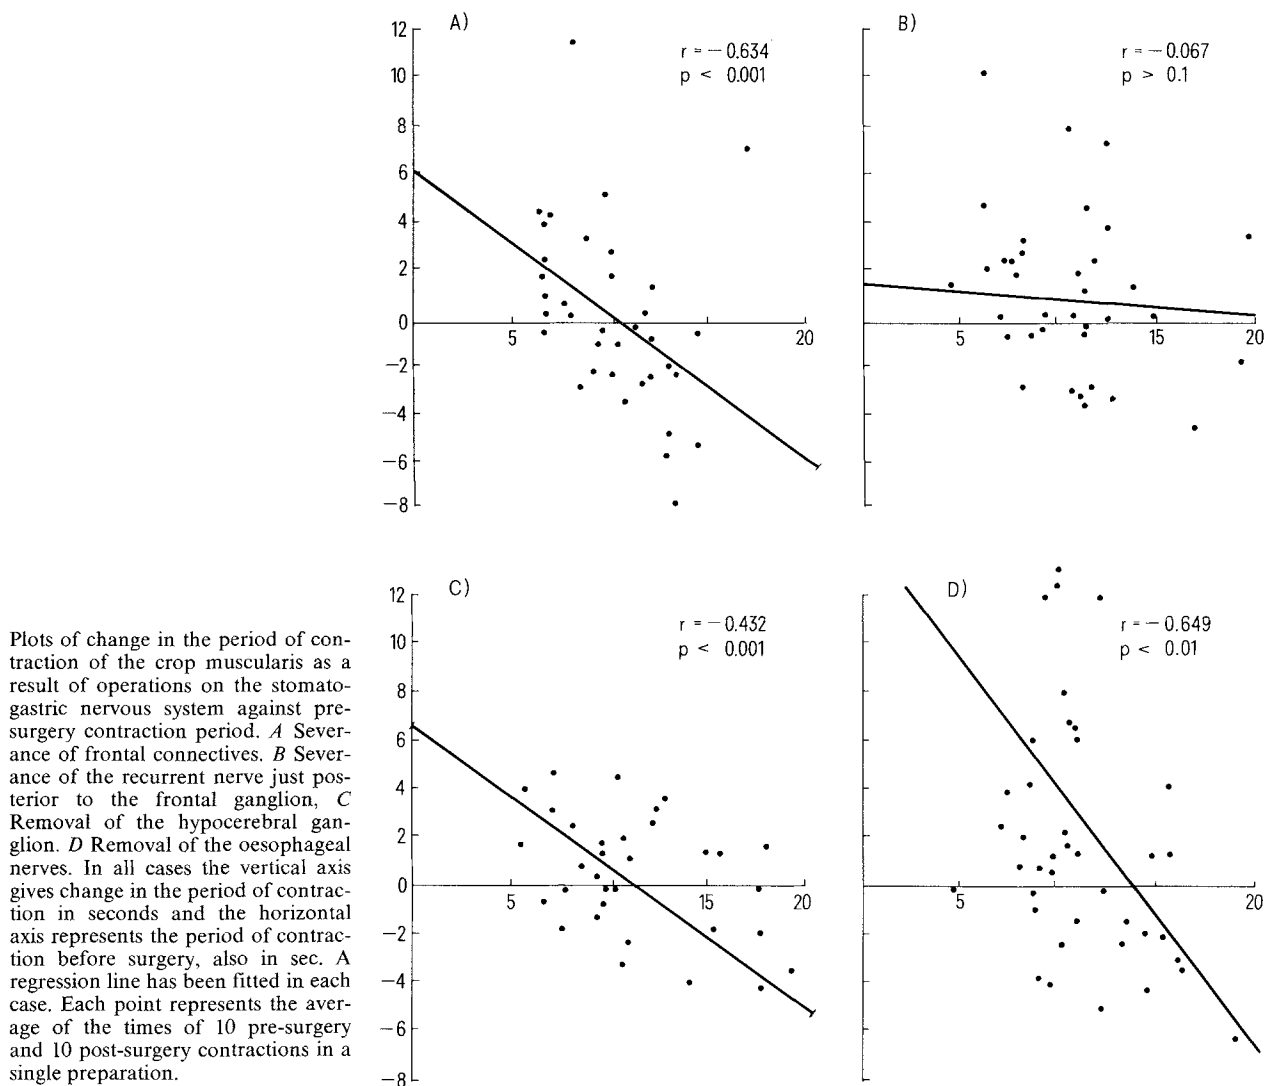 A)
r = −0.634
p < 0.001
12
10
8
6
4
2
0
−2
−4
−6
−8
5
20
B)
r = −0.067
p > 0.1
5
15
20
C)
r = −0.432
p < 0.001
12
10
8
6
4
2
0
−2
−4
−6
−8
5
15
20
D)
r = −0.649
p < 0.01
5
20
Plots of change in the period of con-
traction of the crop muscularis as a
result of operations on the stomato-
gastric nervous system against pre-
surgery contraction period. A Sever-
ance of frontal connectives. B Sever-
ance of the recurrent nerve just pos-
terior to the frontal ganglion, C
Removal of the hypocerebral gan-
glion. D Removal of the oesophageal
nerves. In all cases the vertical axis
gives change in the period of contrac-
tion in seconds and the horizontal
axis represents the period of contrac-
tion before surgery, also in sec. A
regression line has been fitted in each
case. Each point represents the aver-
age of the times of 10 pre-surgery
and 10 post-surgery contractions in a
single preparation.